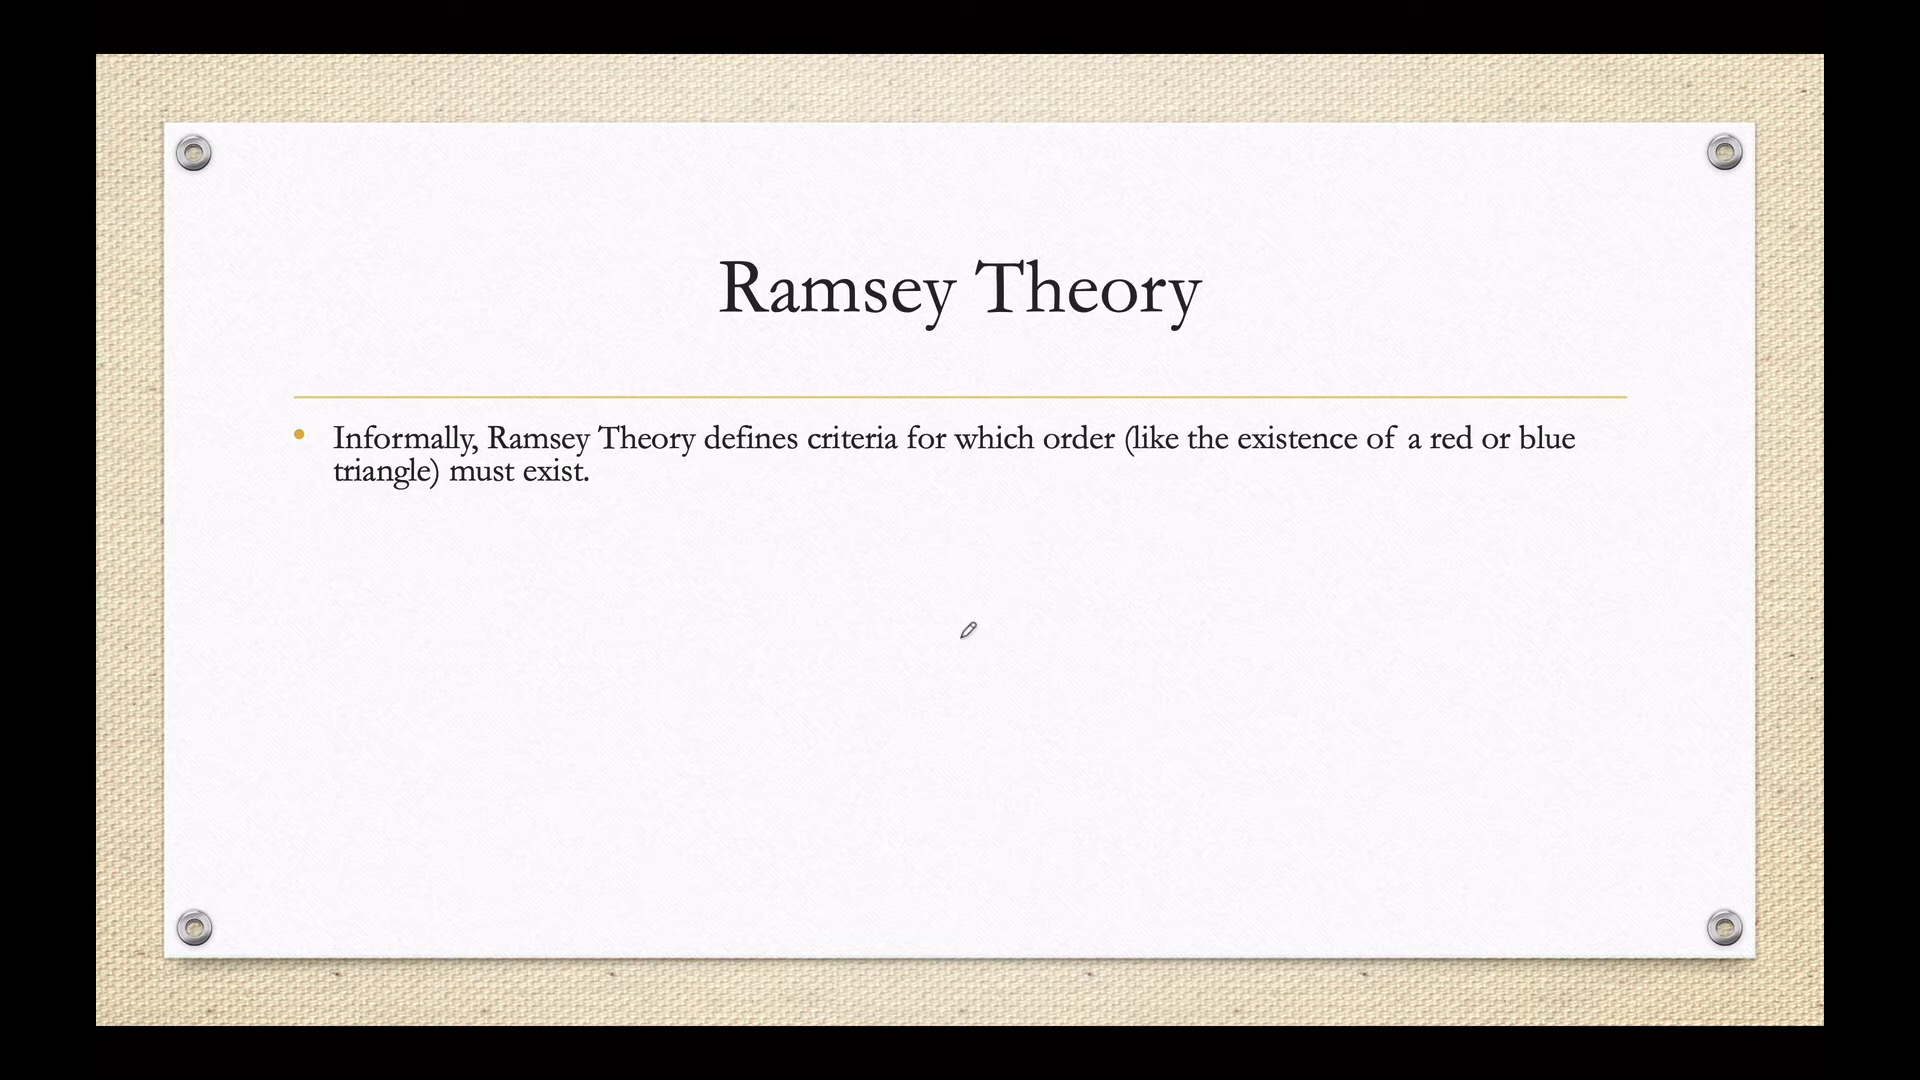 Ramsey Theory
Informally, Ramsey Theory defines criteria for which order (like the existence of a red or blue
triangle) must exist.